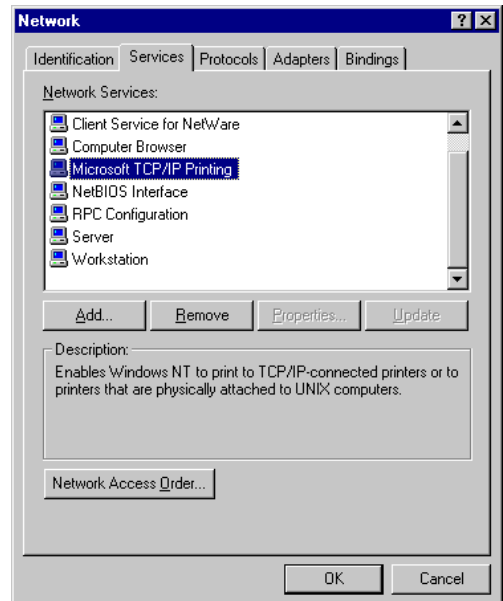 Network
Identification Services Protocols Adapters Bindings
Network Services:
Client Service for NetWare
Computer Browser
Microsoft TCP/IP Printing
NetBIOS Interface
RPC Configuration
Server
Workstation
Add... Remove Properties... Update
Description:
Enables Windows NT to print to TCP/IP-connected printers or to
printers that are physically attached to UNIX computers.
Network Access Order...
OK Cancel